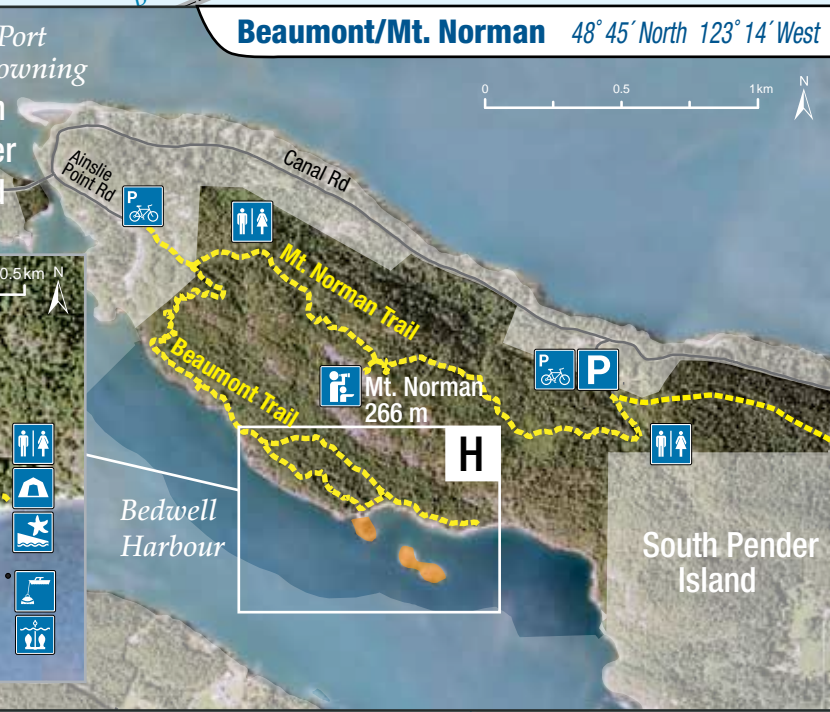 Beaumont/Mt. Norman 48° 45´ North 123° 14´ West
Port
owning
0 0.5 1km
N
Ainslie
Point Rd
Canal Rd
P
Mt. Norman Trail
0.5km N
Beaumont Trail
Mt. Norman
266 m
P
P
H
Bedwell
Harbour
South Pender
Island